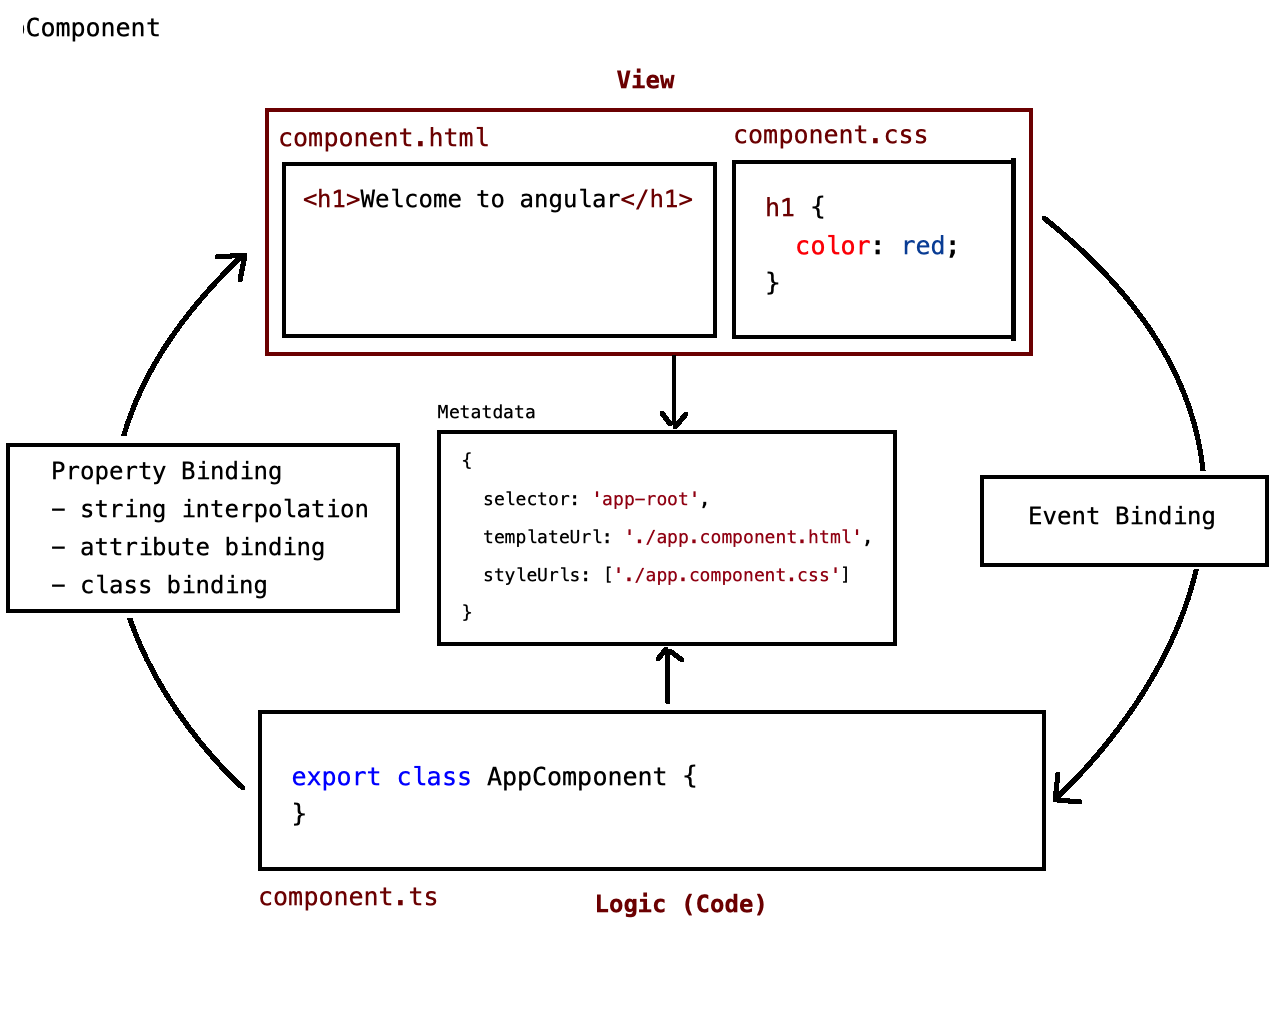 Component
View
component.html
component.css
<h1>Welcome to angular</h1>
h1 {
color: red;
}
Metatdata
{
selector: 'app-root',
templateUrl: './app.component.html',
styleUrls: ['./app.component.css']
}
Property Binding
- string interpolation
- attribute binding
- class binding
Event Binding
export class AppComponent {
}
component.ts
Logic (Code)